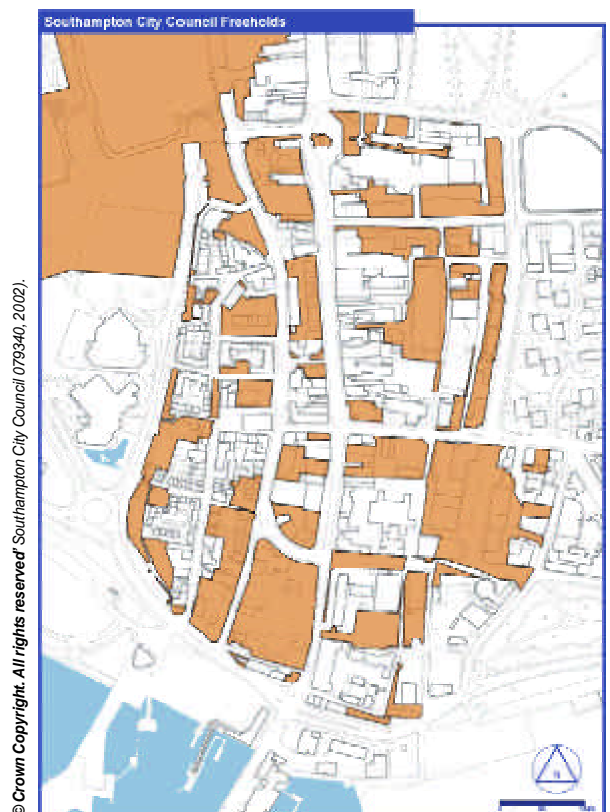 Southampton City Council Freeholds
© Crown Copyright. All rights reserved' Southampton City Council 079340, 2002).
N